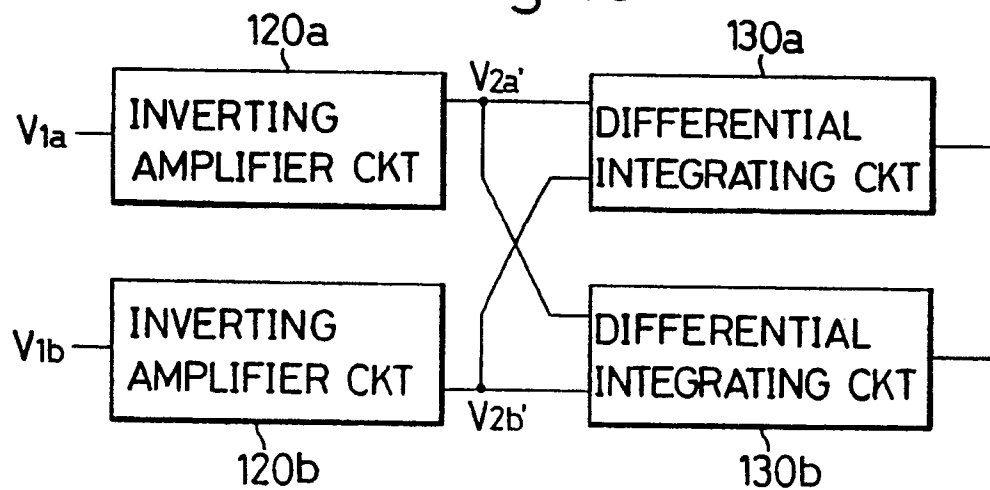 120a
130a
V2a'
V1a
INVERTING
AMPLIFIER CKT
DIFFERENTIAL
INTEGRATING CKT
V1b
INVERTING
AMPLIFIER CKT
DIFFERENTIAL
INTEGRATING CKT
V2b'
120b
130b